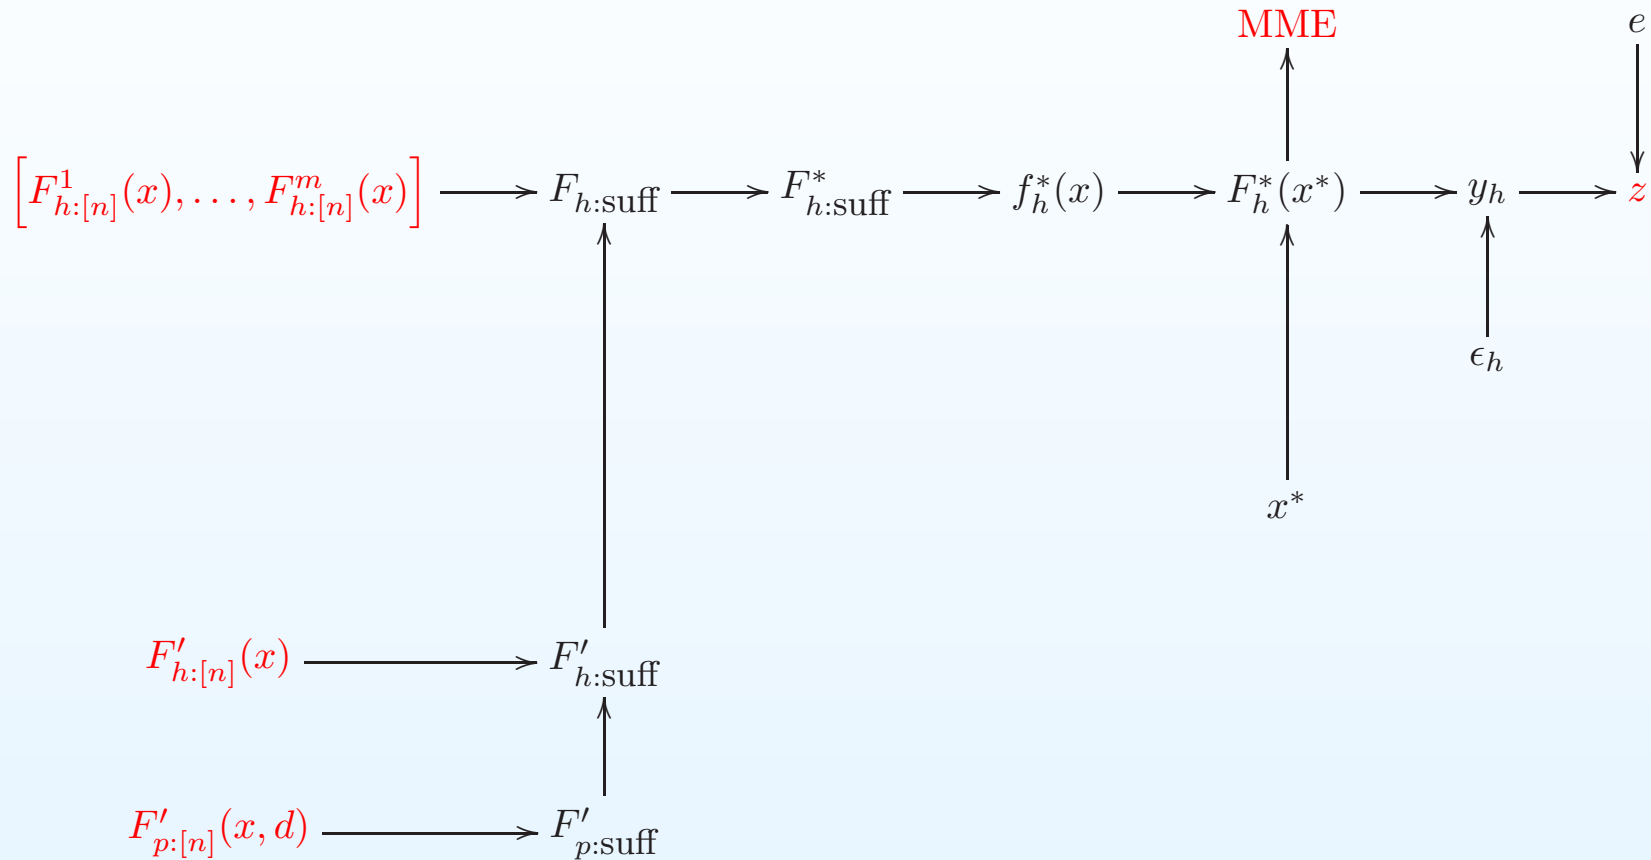 MME e
[F^1_{h:[n]}(x), . . . , F^m_{h:[n]}(x)] F_{h:suff} F^*_{h:suff} f^*_h(x) F^*_h(x^*) y_h z
ϵ_h
x^*
F'_{h:[n]}(x) F'_{h:suff}
F'_{p:[n]}(x, d) F'_{p:suff}